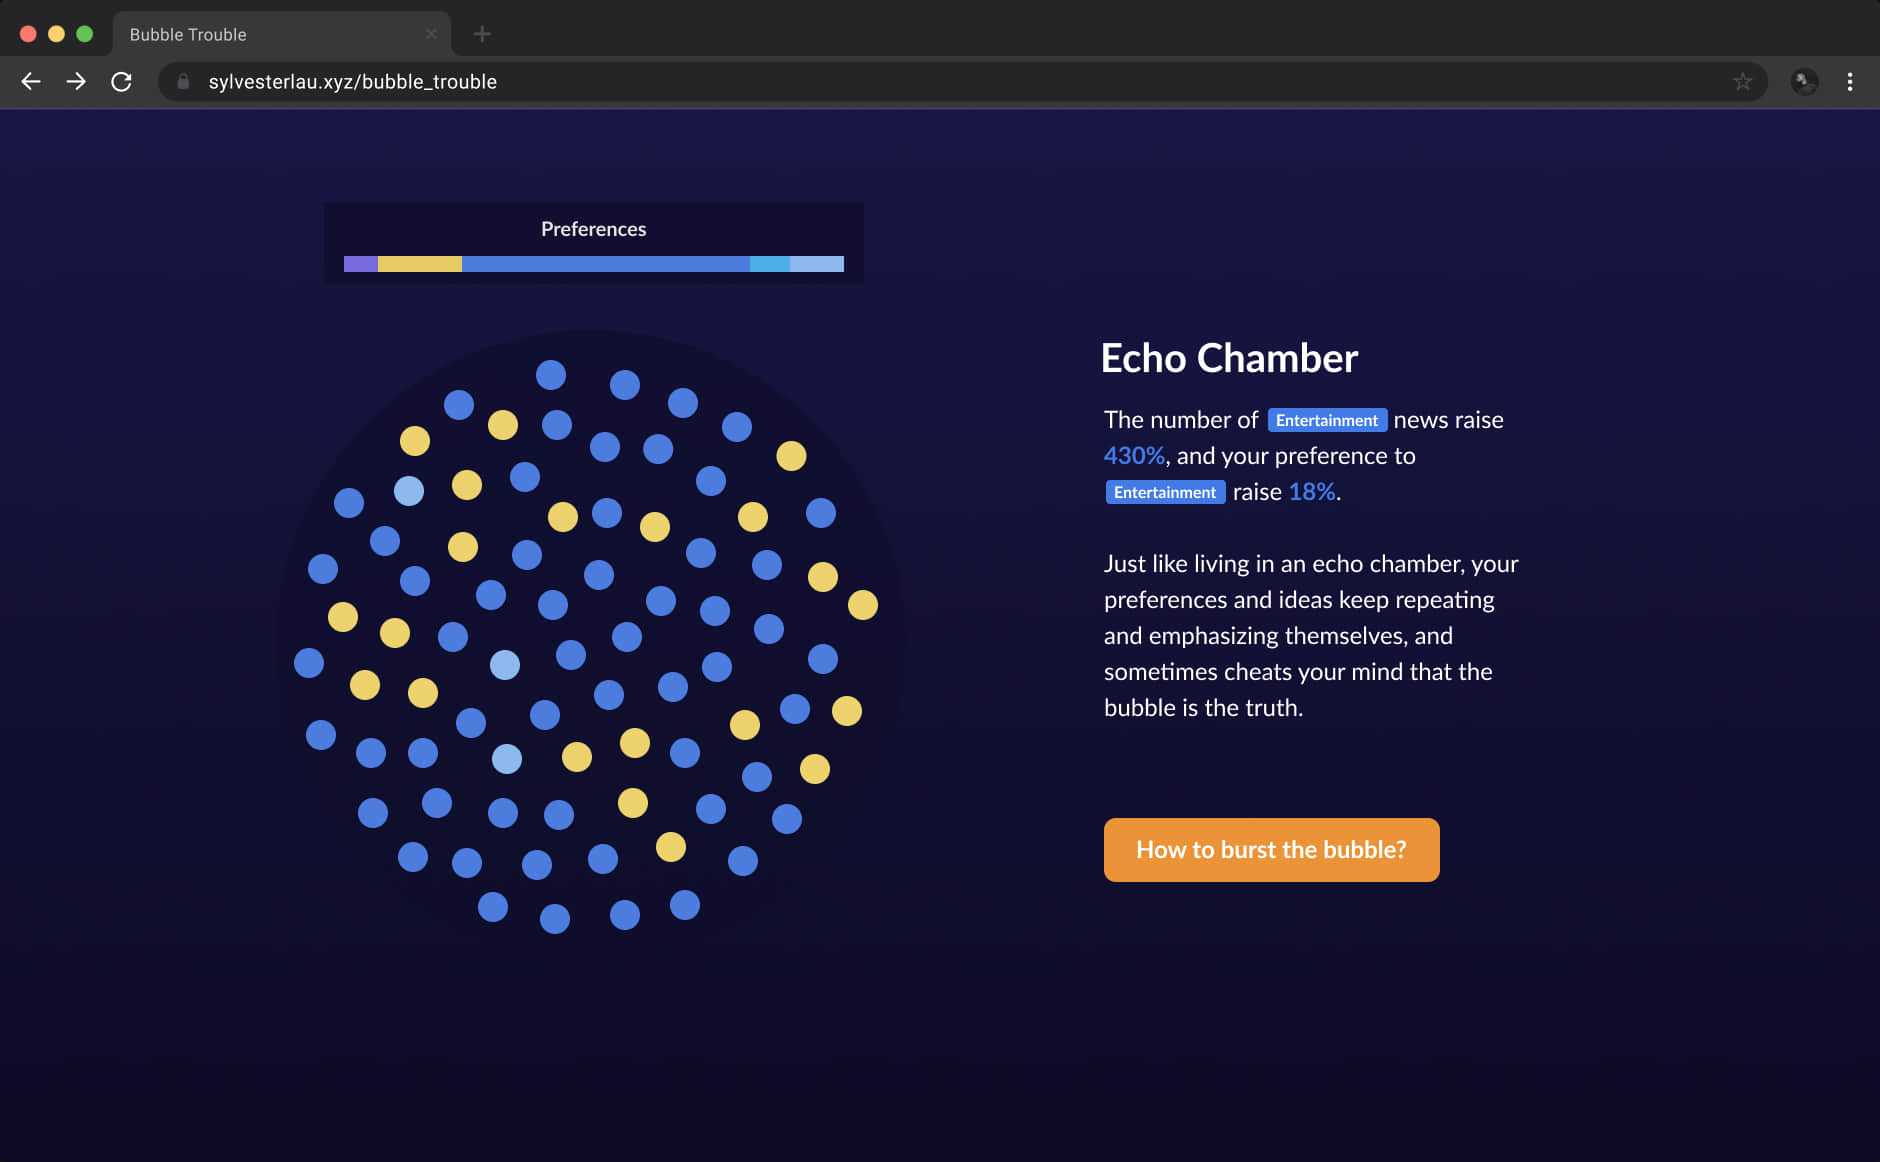 Bubble Trouble
sylvesterlau.xyz/bubble_trouble
Preferences
Echo Chamber
The number of Entertainment news raise
430%, and your preference to
Entertainment raise 18%.
Just like living in an echo chamber, your
preferences and ideas keep repeating
and emphasizing themselves, and
sometimes cheats your mind that the
bubble is the truth.
How to burst the bubble?